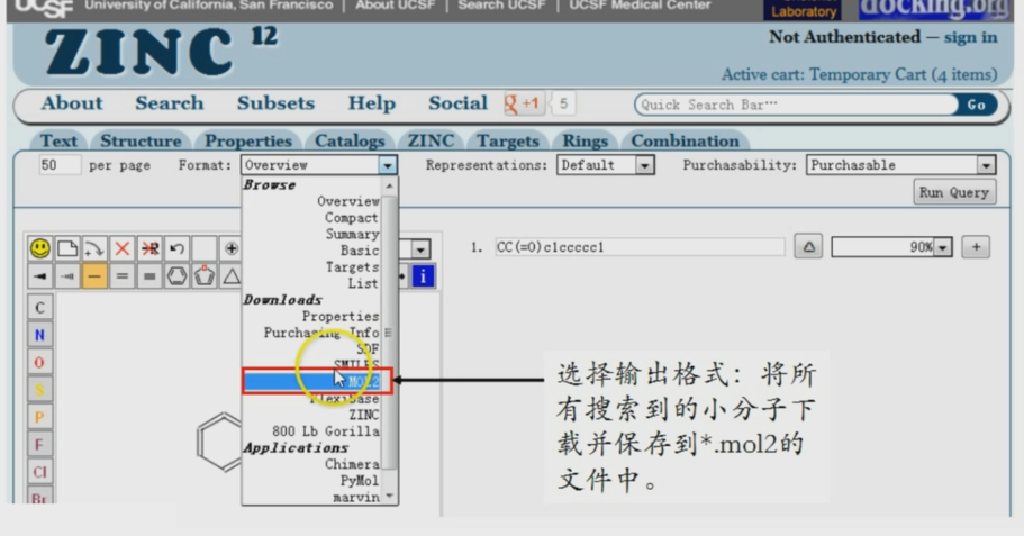 UCSF University of California, San Francisco | About UCSF | Search UCSF | UCSF Medical Center
Laboratory docking.org
ZINC 12
Not Authenticated — sign in
Active cart: Temporary Cart (4 items)
About Search Subsets Help Social g +1 5 Quick Search Bar... Go
Text Structure Properties Catalogs ZINC Targets Rings Combination
50 per page Format: Overview Representations: Default Purchasability: Purchasable
Run Query
Browse
Overview
Compact
Summary
Basic
Targets
List
Downloads
Properties
Purchasing Info
SDF
SMILES
MOL2
Flexibase
ZINC
800 Lb Gorilla
Applications
Chimera
PyMol
marvin
i
C
N
O
S
P
F
Cl
Br
1. CC(=O)c1ccccc1 90% +
选择输出格式：将所
有搜索到的小分子下
载并保存到*.mol2的
文件中。